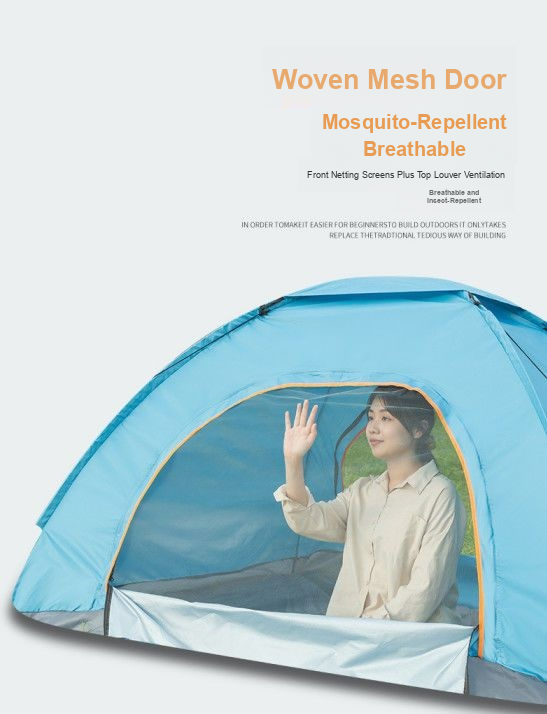 Woven Mesh Door
Mosquito-Repellent
Breathable
Front Netting Screens Plus Top Louver Ventilation
Breathable and
Insect-Repellent
IN ORDER TOMAKEIT EASIER FOR BEGINNERSTO BUILD OUTDOORS IT ONLYTAKES
REPLACE THETRADTIONAL TEDIOUS WAY OF BUILDING